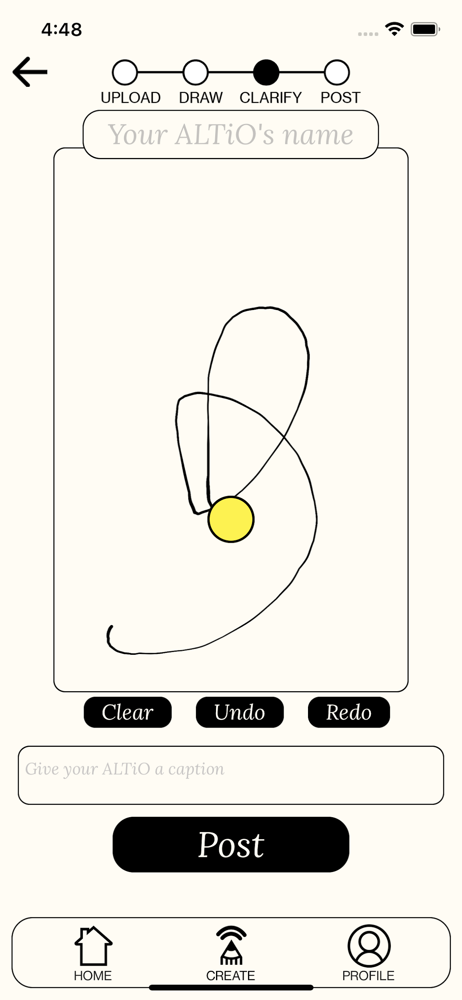 4:48
UPLOAD DRAW CLARIFY POST
Your ALTiO's name
Clear Undo Redo
Give your ALTiO a caption
Post
HOME CREATE PROFILE